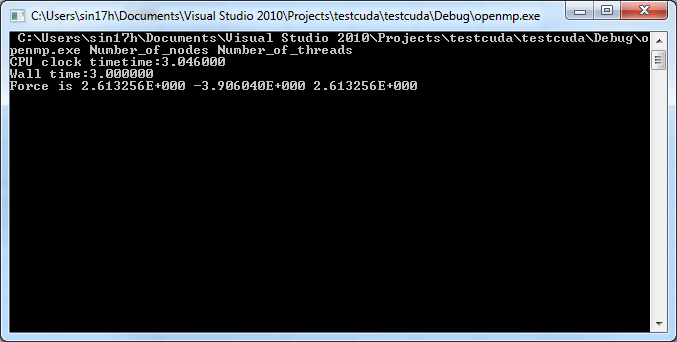 C:\Users\sin17h\Documents\Visual Studio 2010\Projects\testcuda\testcuda\Debug\openmp.exe
C:\Users\sin17h\Documents\Visual Studio 2010\Projects\testcuda\testcuda\Debug\o
penmp.exe Number_of_nodes Number_of_threads
CPU clock timetime:3.046000
Wall time:3.000000
Force is 2.613256E+000 -3.906040E+000 2.613256E+000